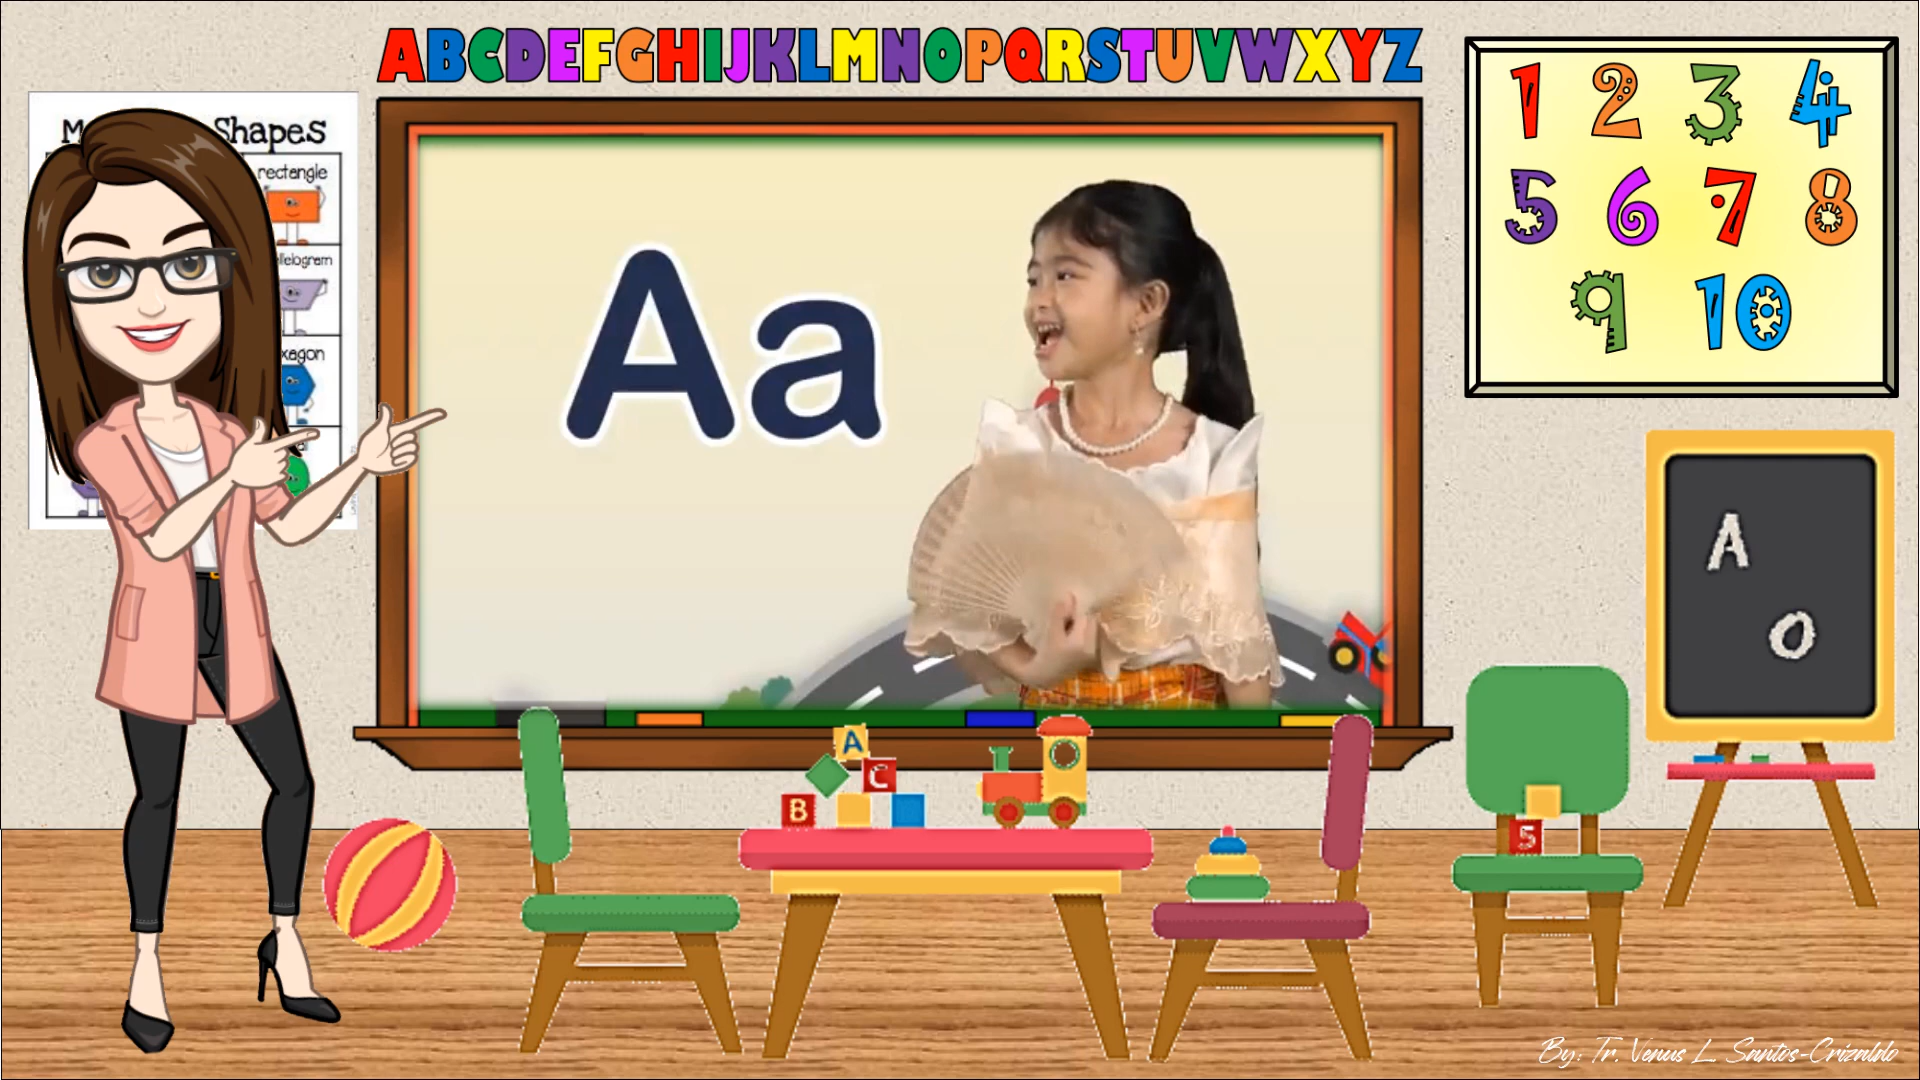 ABCDEFGHIJKLMNOPQRSTUVWXYZ
Shapes
rectangle
Aa
1 2 3 4
5 6 7 8
9 10
A
O
A
C
B
5
By: Tr. Venus L. Santos-Crizaldo